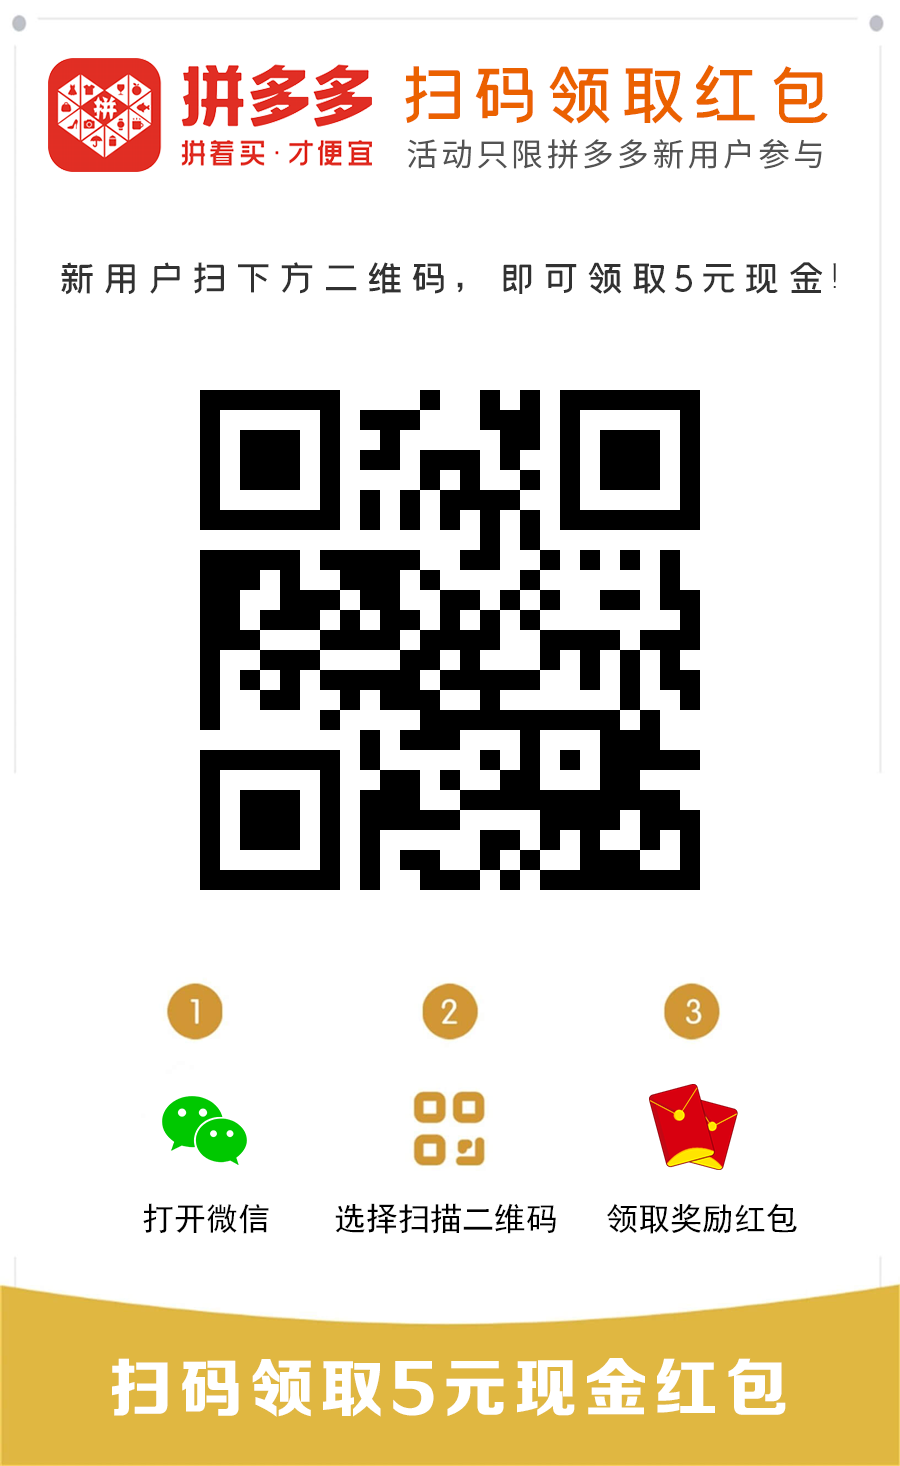 拼
拼多多
拼着买·才便宜
扫码领取红包
活动只限拼多多新用户参与
新用户扫下方二维码，即可领取5元现金!
1
2
3
打开微信
选择扫描二维码
领取奖励红包
扫码领取5元现金红包